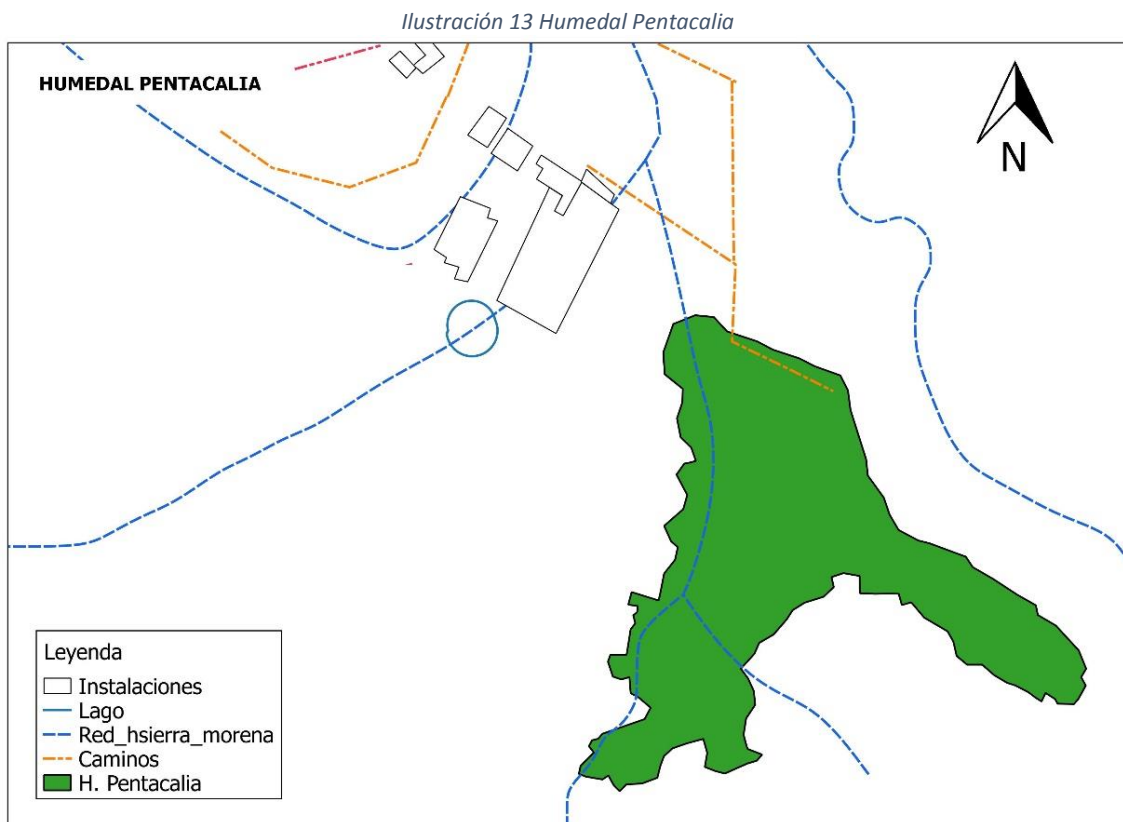 Ilustración 13 Humedal Pentacalia
HUMEDAL PENTACALIA
N
Leyenda
Instalaciones
Lago
Red_hsierra_morena
Caminos
H. Pentacalia